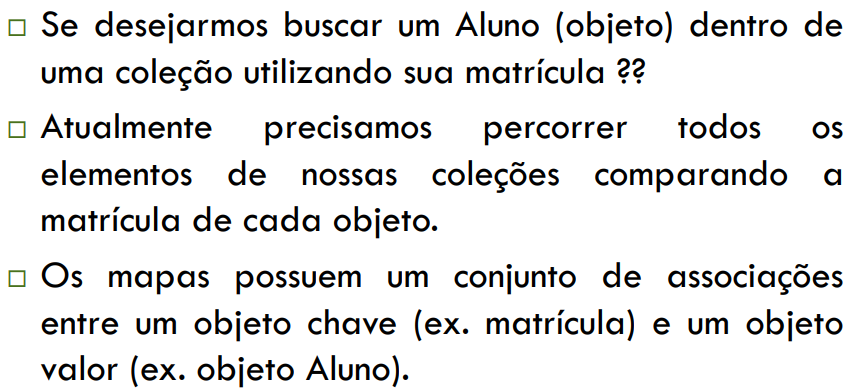 □ Se desejarmos buscar um Aluno (objeto) dentro de
uma coleção utilizando sua matrícula ??
□ Atualmente precisamos percorrer todos os
elementos de nossas coleções comparando a
matrícula de cada objeto.
□ Os mapas possuem um conjunto de associações
entre um objeto chave (ex. matrícula) e um objeto
valor (ex. objeto Aluno).